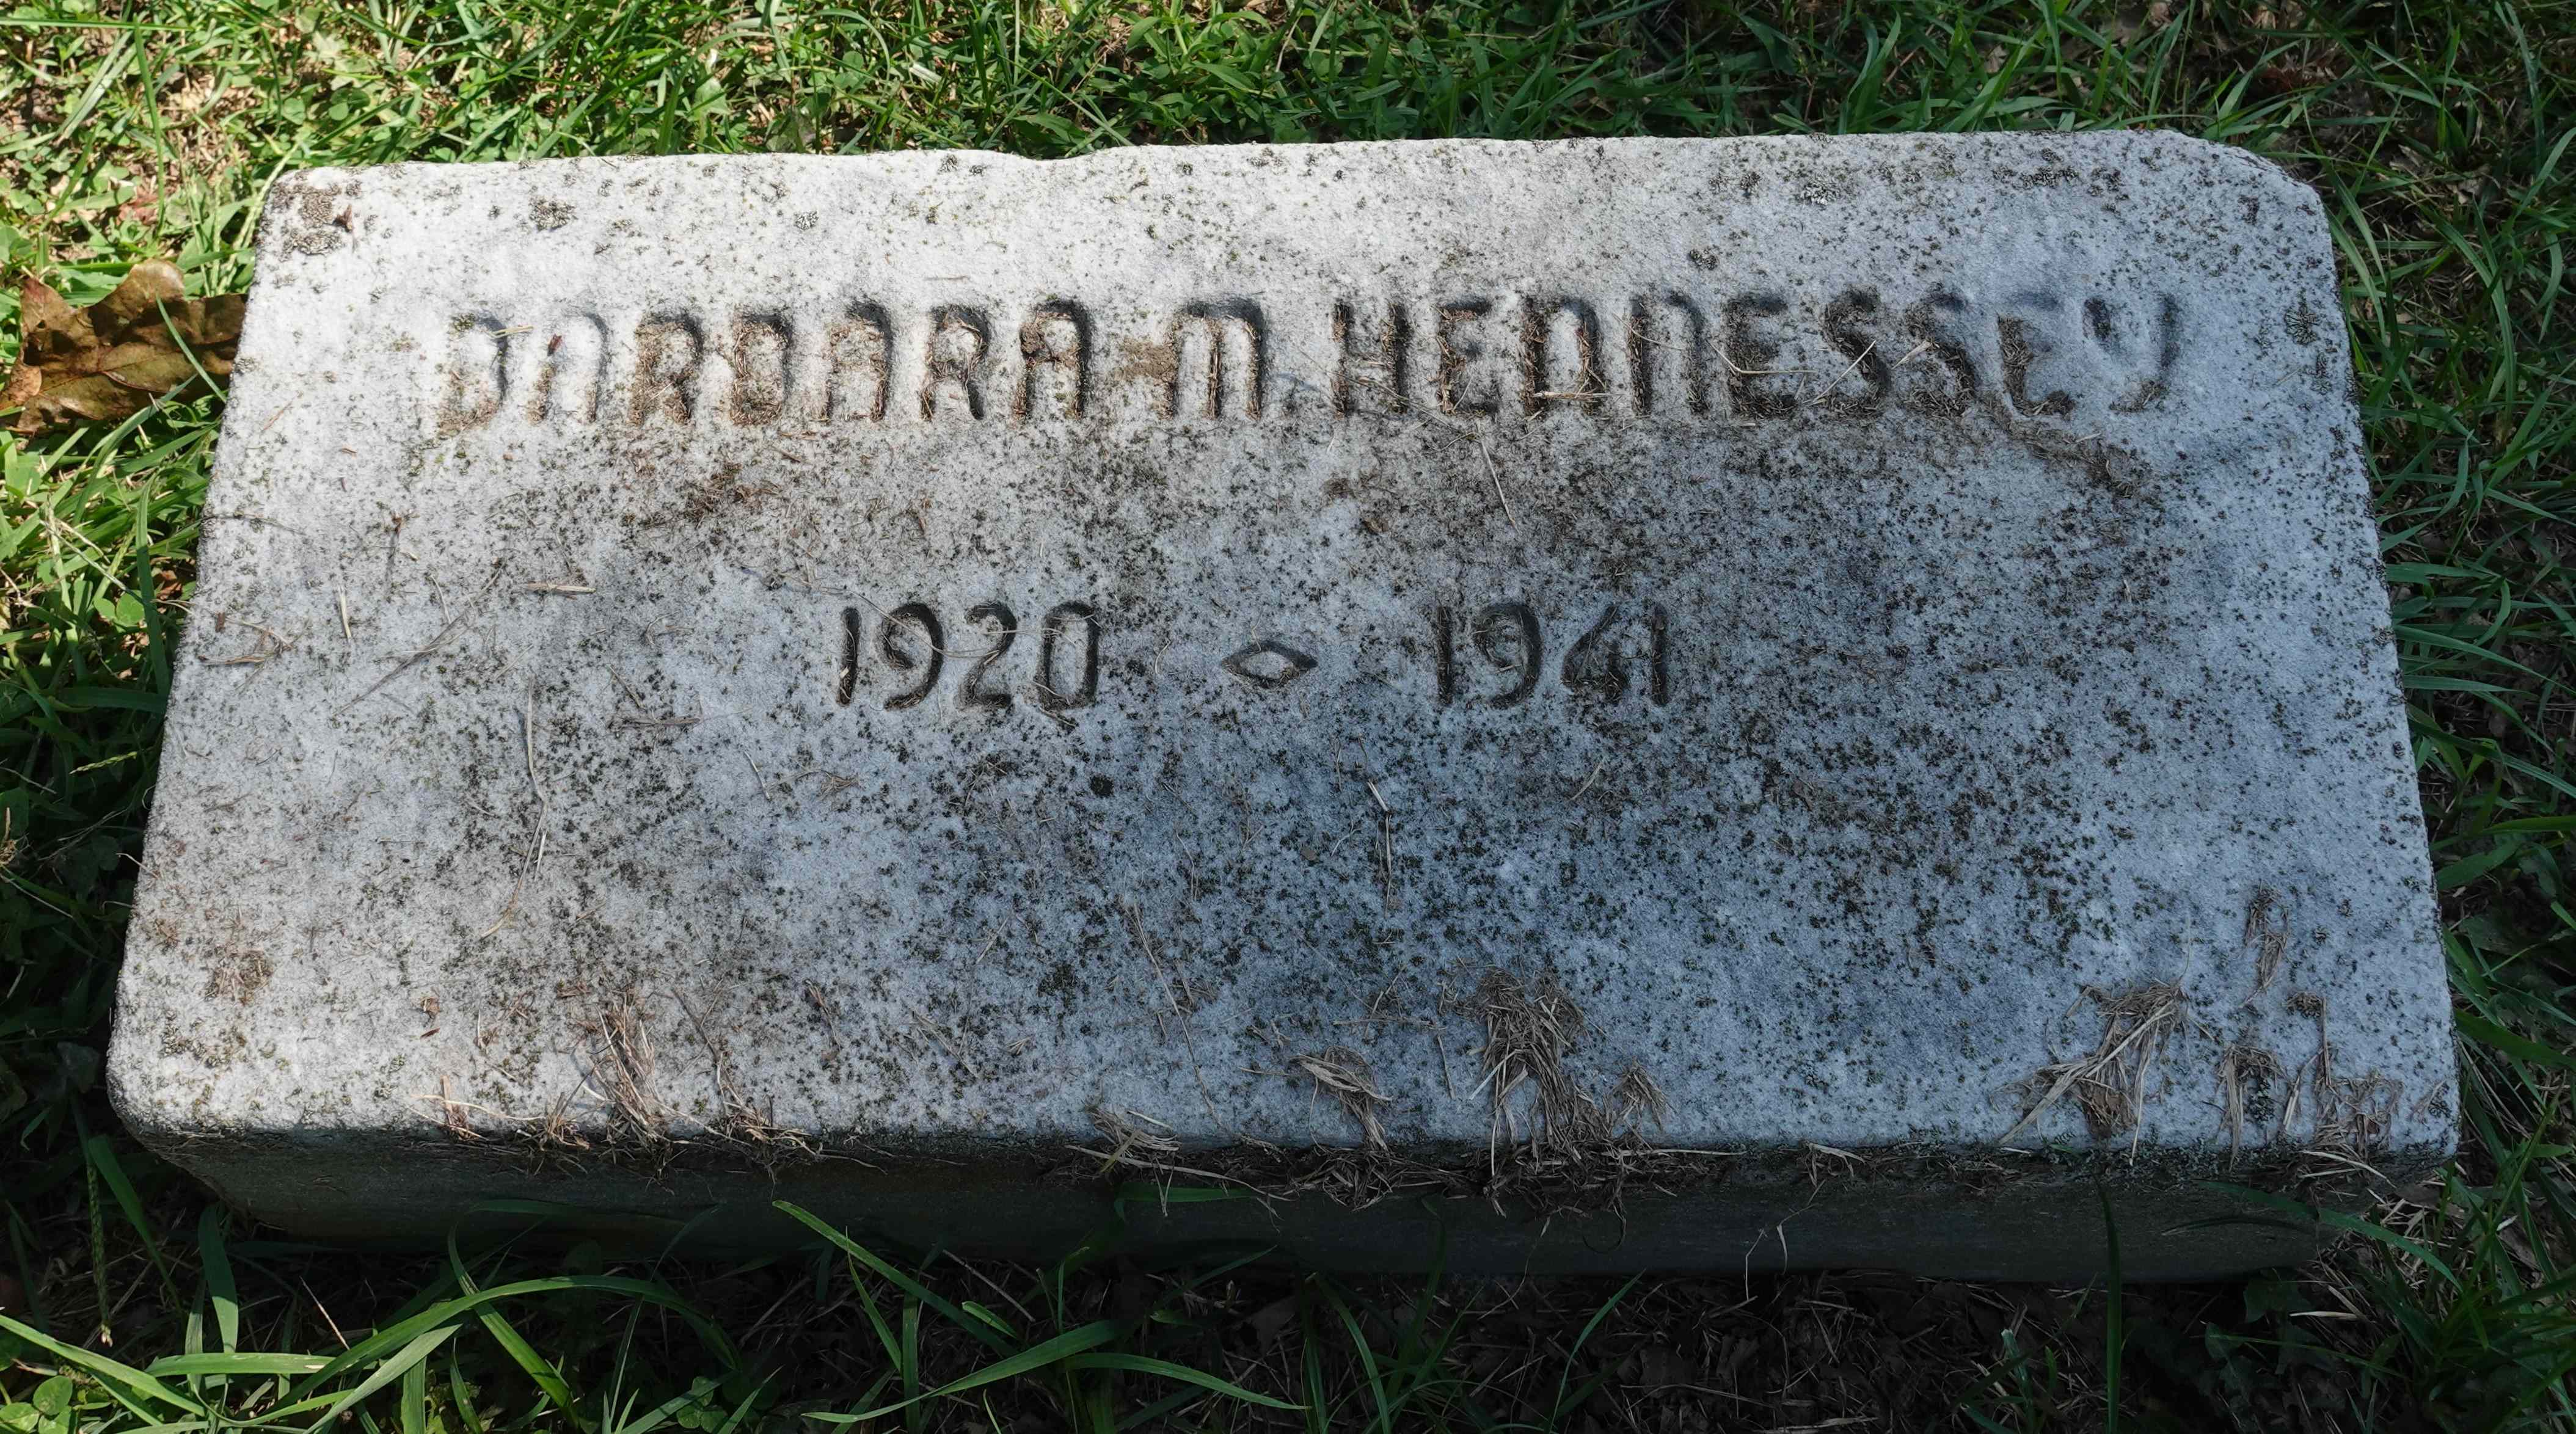 BARBARA M. HENNESSEY
1920 ◇ 1941